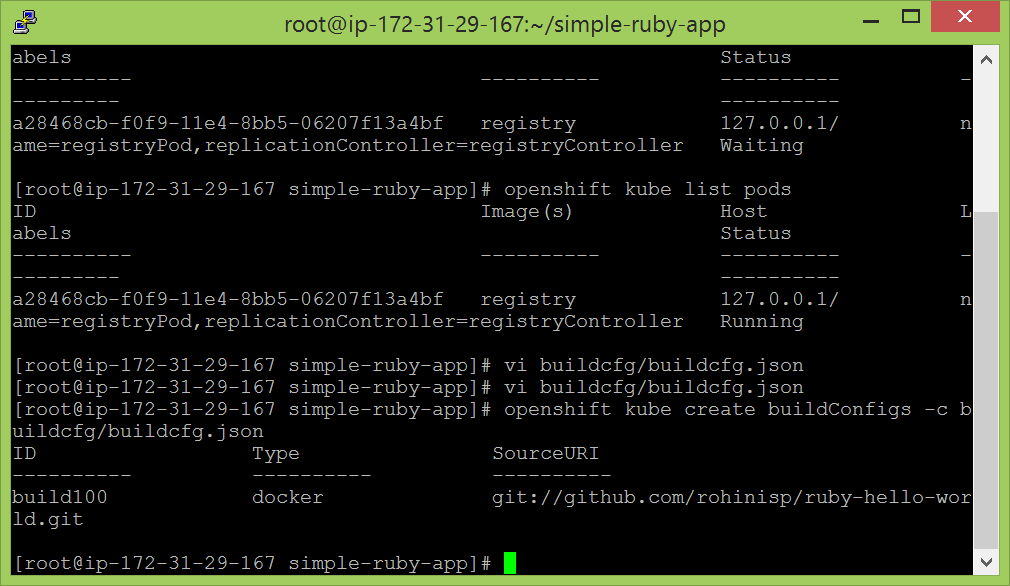 root@ip-172-31-29-167:~/simple-ruby-app
abels Status
---------- ---------- ---------- -
--------- ----------
a28468cb-f0f9-11e4-8bb5-06207f13a4bf registry 127.0.0.1/ n
ame=registryPod,replicationController=registryController Waiting
[root@ip-172-31-29-167 simple-ruby-app]# openshift kube list pods
ID Image(s) Host L
abels Status
---------- ---------- ---------- -
--------- ----------
a28468cb-f0f9-11e4-8bb5-06207f13a4bf registry 127.0.0.1/ n
ame=registryPod,replicationController=registryController Running
[root@ip-172-31-29-167 simple-ruby-app]# vi buildcfg/buildcfg.json
[root@ip-172-31-29-167 simple-ruby-app]# vi buildcfg/buildcfg.json
[root@ip-172-31-29-167 simple-ruby-app]# openshift kube create buildConfigs -c b
uildcfg/buildcfg.json
ID Type SourceURI
---------- ---------- ----------
build100 docker git://github.com/rohinisp/ruby-hello-wor
ld.git
[root@ip-172-31-29-167 simple-ruby-app]#